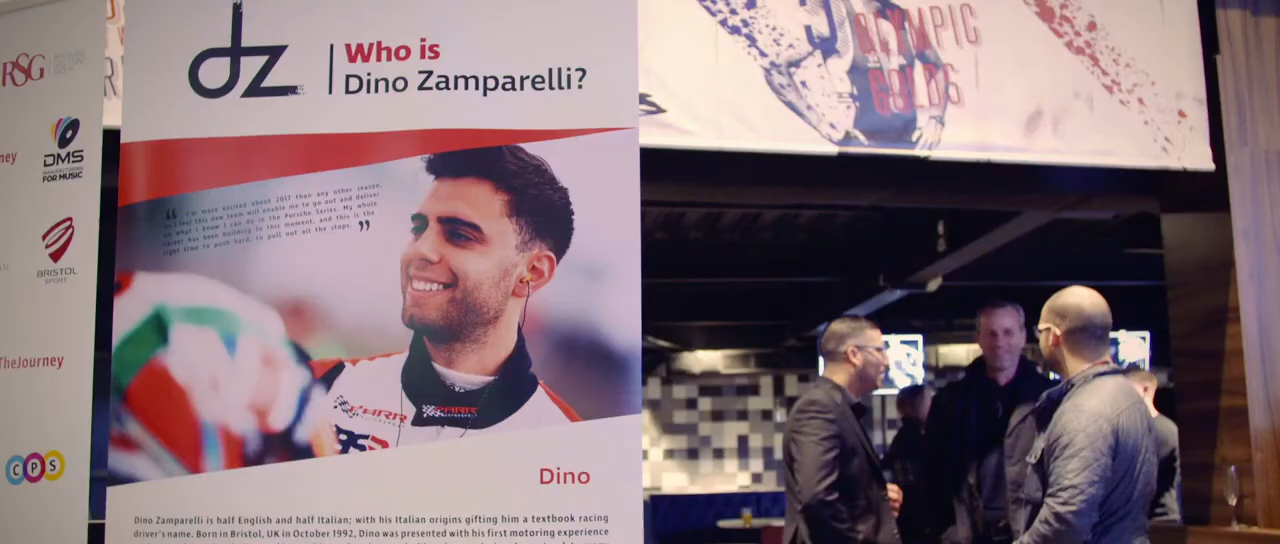 RSG
ney
DMS
MANUFACTURING
FOR MUSIC
BRISTOL
SPORT
TheJourney
CPS
dz
Who is
Dino Zamparelli?
“ I'm more excited about 2017 than any other season,
as I feel this new team will enable me to go out and deliver
on what I know I can do in the Porsche Series. My whole
career has been building to this moment, and this is the
right time to push hard, to pull out all the stops. ”
PARR
PARR
Dino
Dino Zamparelli is half English and half Italian; with his Italian origins gifting him a textbook racing
driver's name. Born in Bristol, UK in October 1992, Dino was presented with his first motoring experience
OLYMPIC
GOLDS